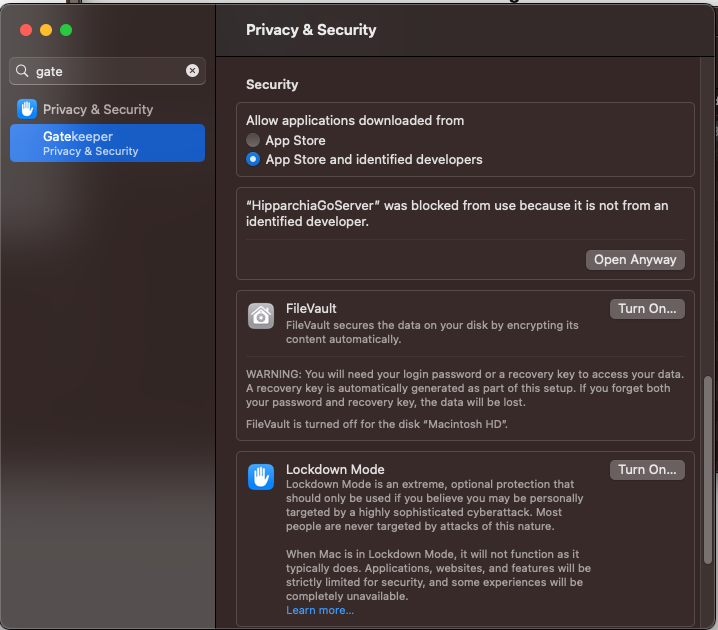 Privacy & Security
gate
Privacy & Security
Gatekeeper
Privacy & Security
Security
Allow applications downloaded from
App Store
App Store and identified developers
“HipparchiaGoServer” was blocked from use because it is not from an
identified developer.
Open Anyway
FileVault
Turn On...
FileVault secures the data on your disk by encrypting its
content automatically.
WARNING: You will need your login password or a recovery key to access your data.
A recovery key is automatically generated as part of this setup. If you forget both
your password and recovery key, the data will be lost.
FileVault is turned off for the disk “Macintosh HD”.
Lockdown Mode
Turn On...
Lockdown Mode is an extreme, optional protection that
should only be used if you believe you may be personally
targeted by a highly sophisticated cyberattack. Most
people are never targeted by attacks of this nature.
When Mac is in Lockdown Mode, it will not function as it
typically does. Applications, websites, and features will be
strictly limited for security, and some experiences will be
completely unavailable.
Learn more...